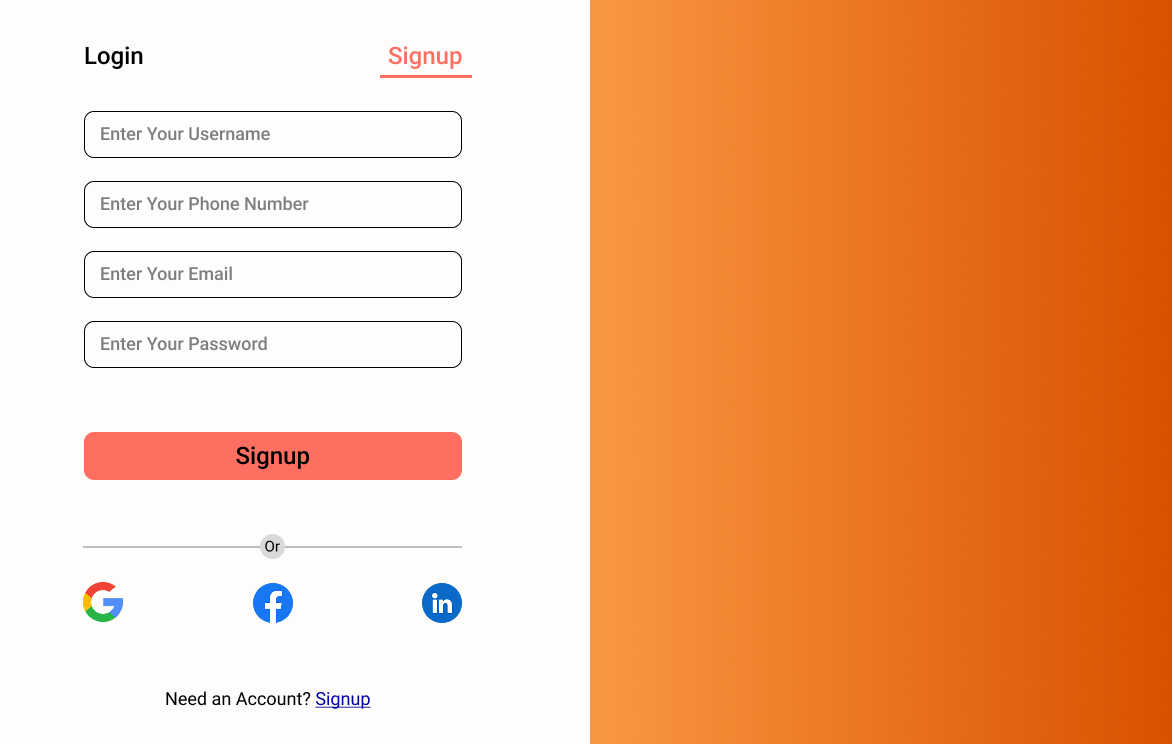 Login
Signup
Enter Your Username
Enter Your Phone Number
Enter Your Email
Enter Your Password
Signup
Or
in
Need an Account? Signup